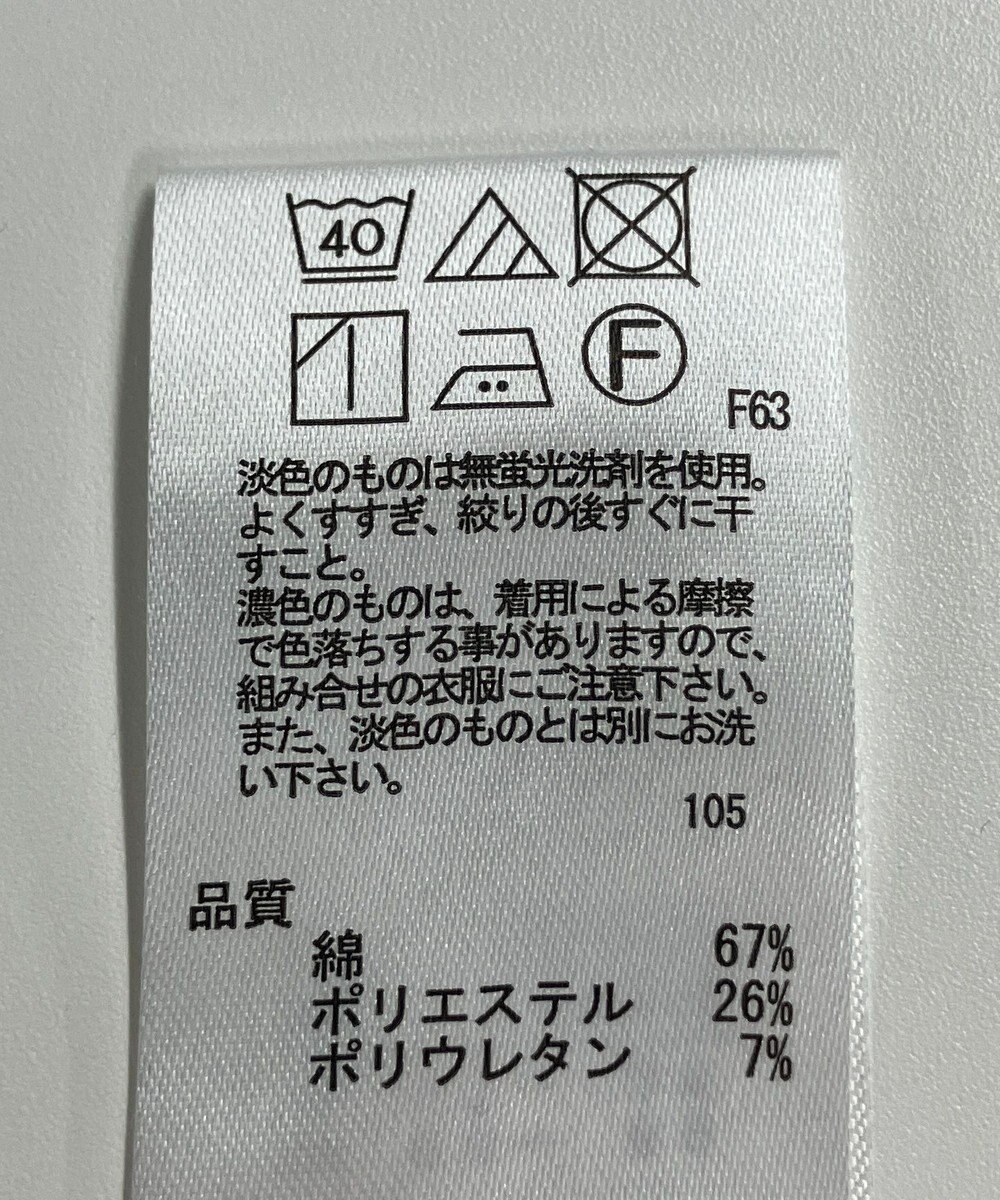 40
F
F63
淡色のものは無蛍光洗剤を使用。
よくすすぎ、絞りの後すぐに干
すこと。
濃色のものは、着用による摩擦
で色落ちする事がありますので、
組み合せの衣服にご注意下さい。
また、淡色のものとは別にお洗
い下さい。
105
品質
綿 67%
ポリエステル 26%
ポリウレタン 7%